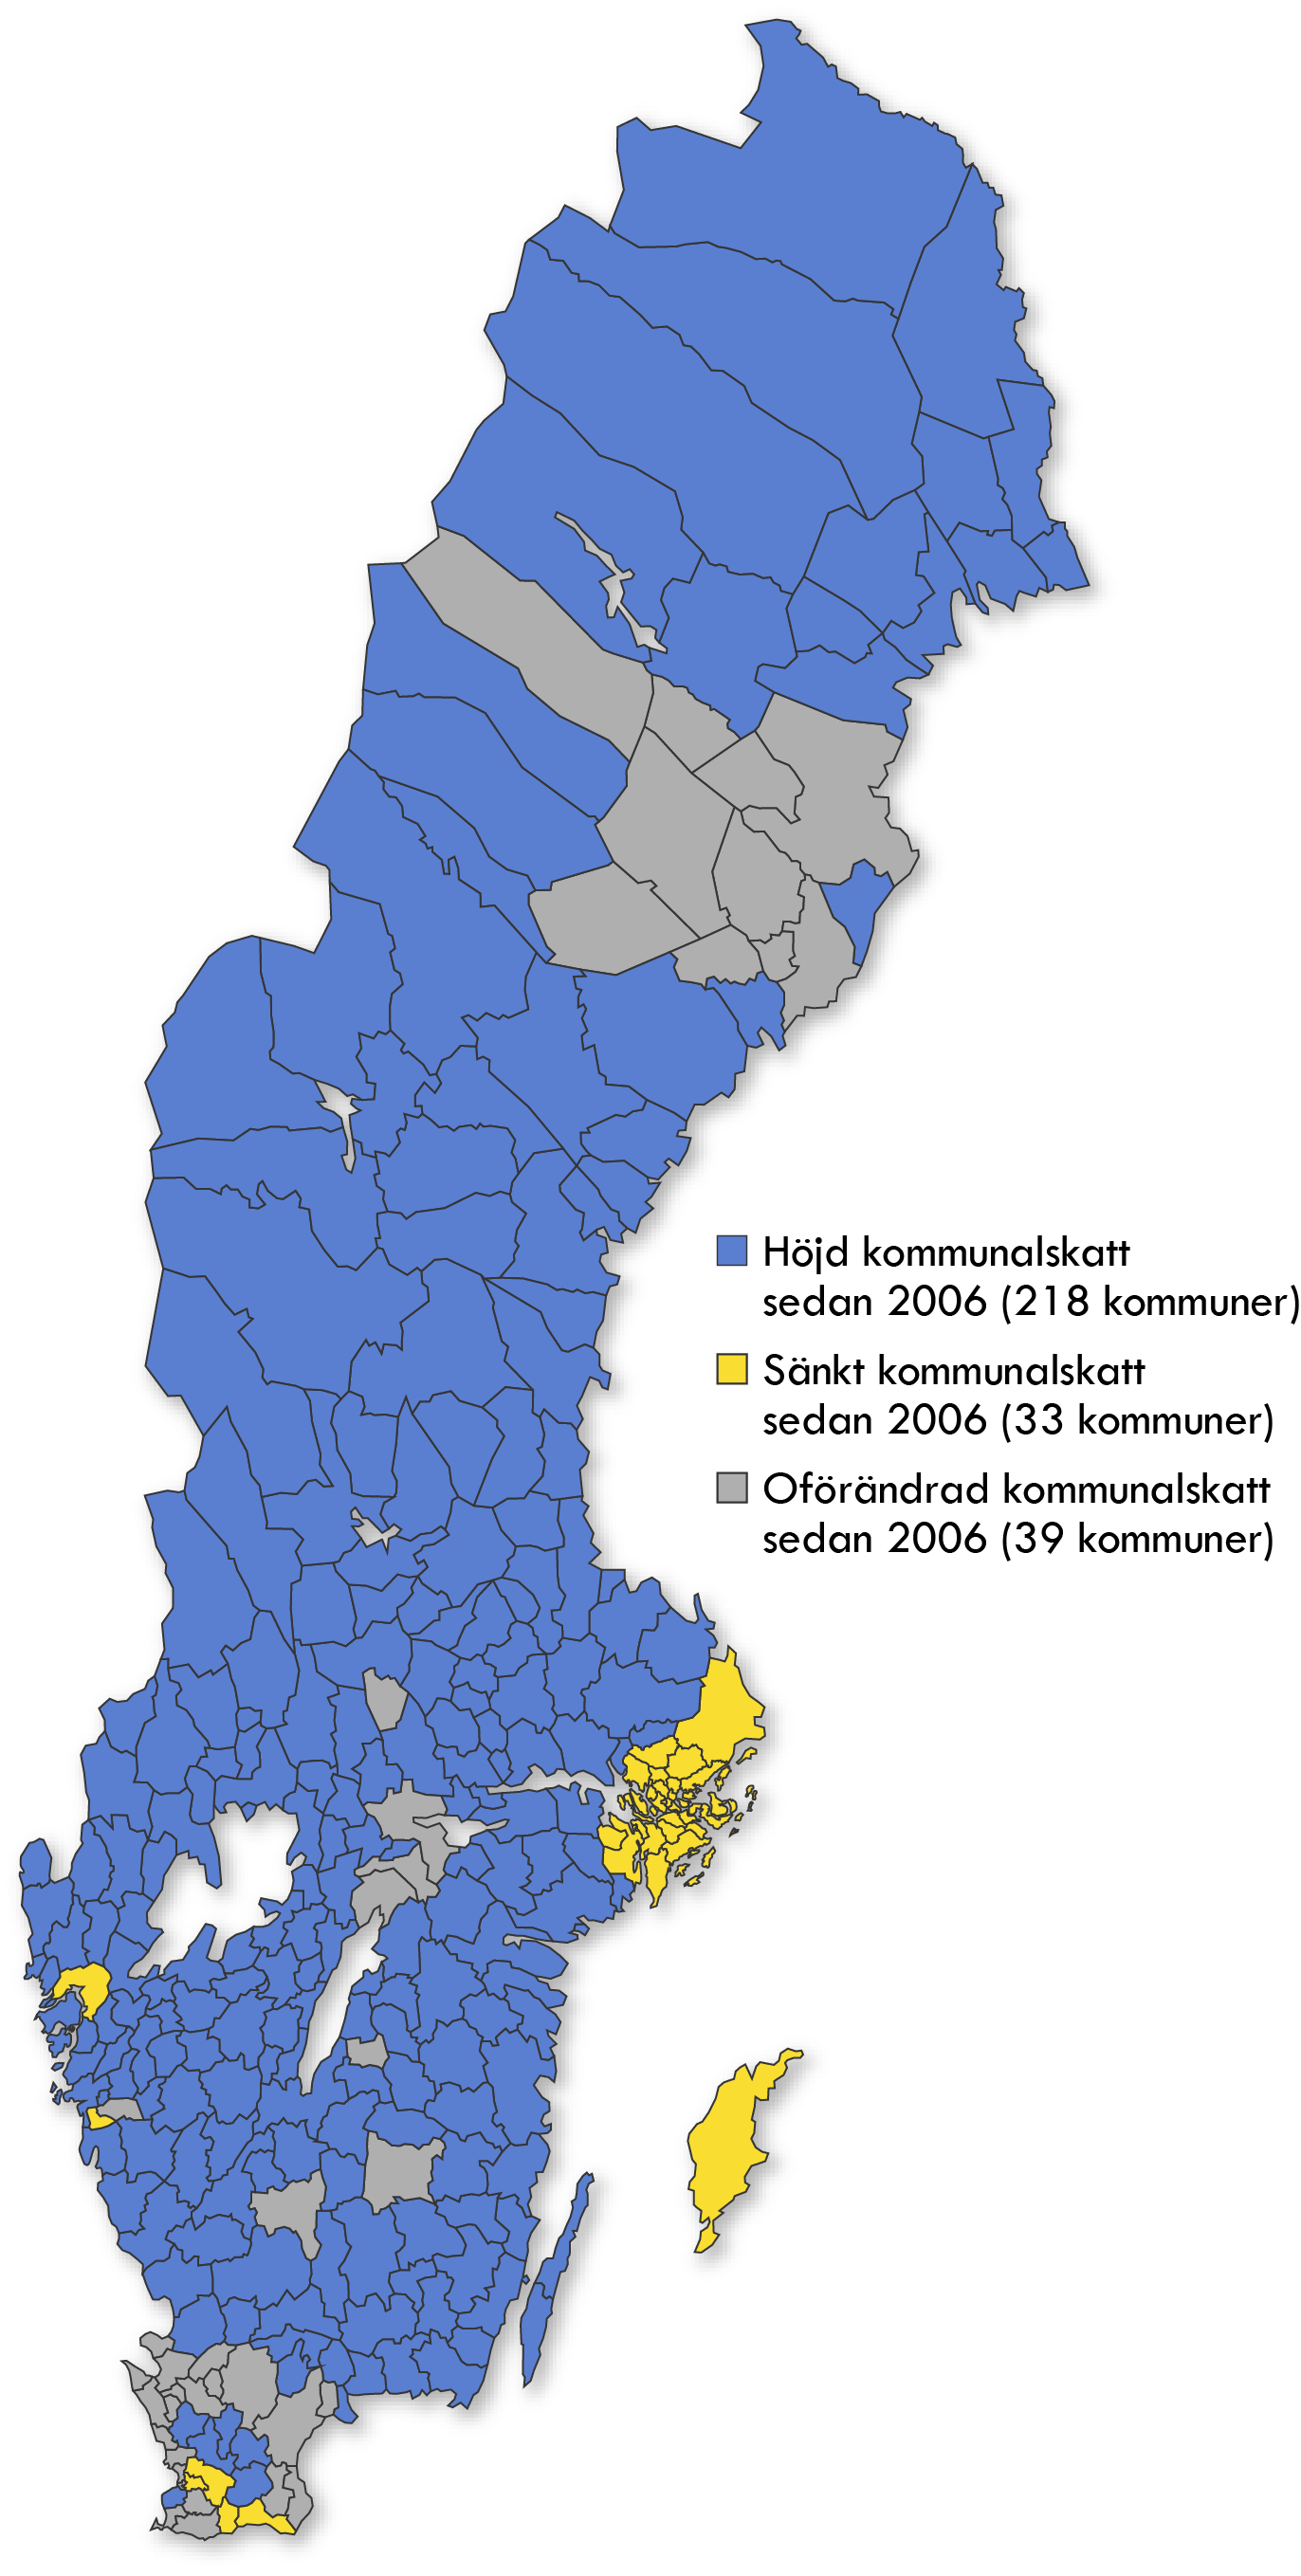 Höjd kommunalskatt
sedan 2006 (218 kommuner)
Sänkt kommunalskatt
sedan 2006 (33 kommuner)
Oförändrad kommunalskatt
sedan 2006 (39 kommuner)